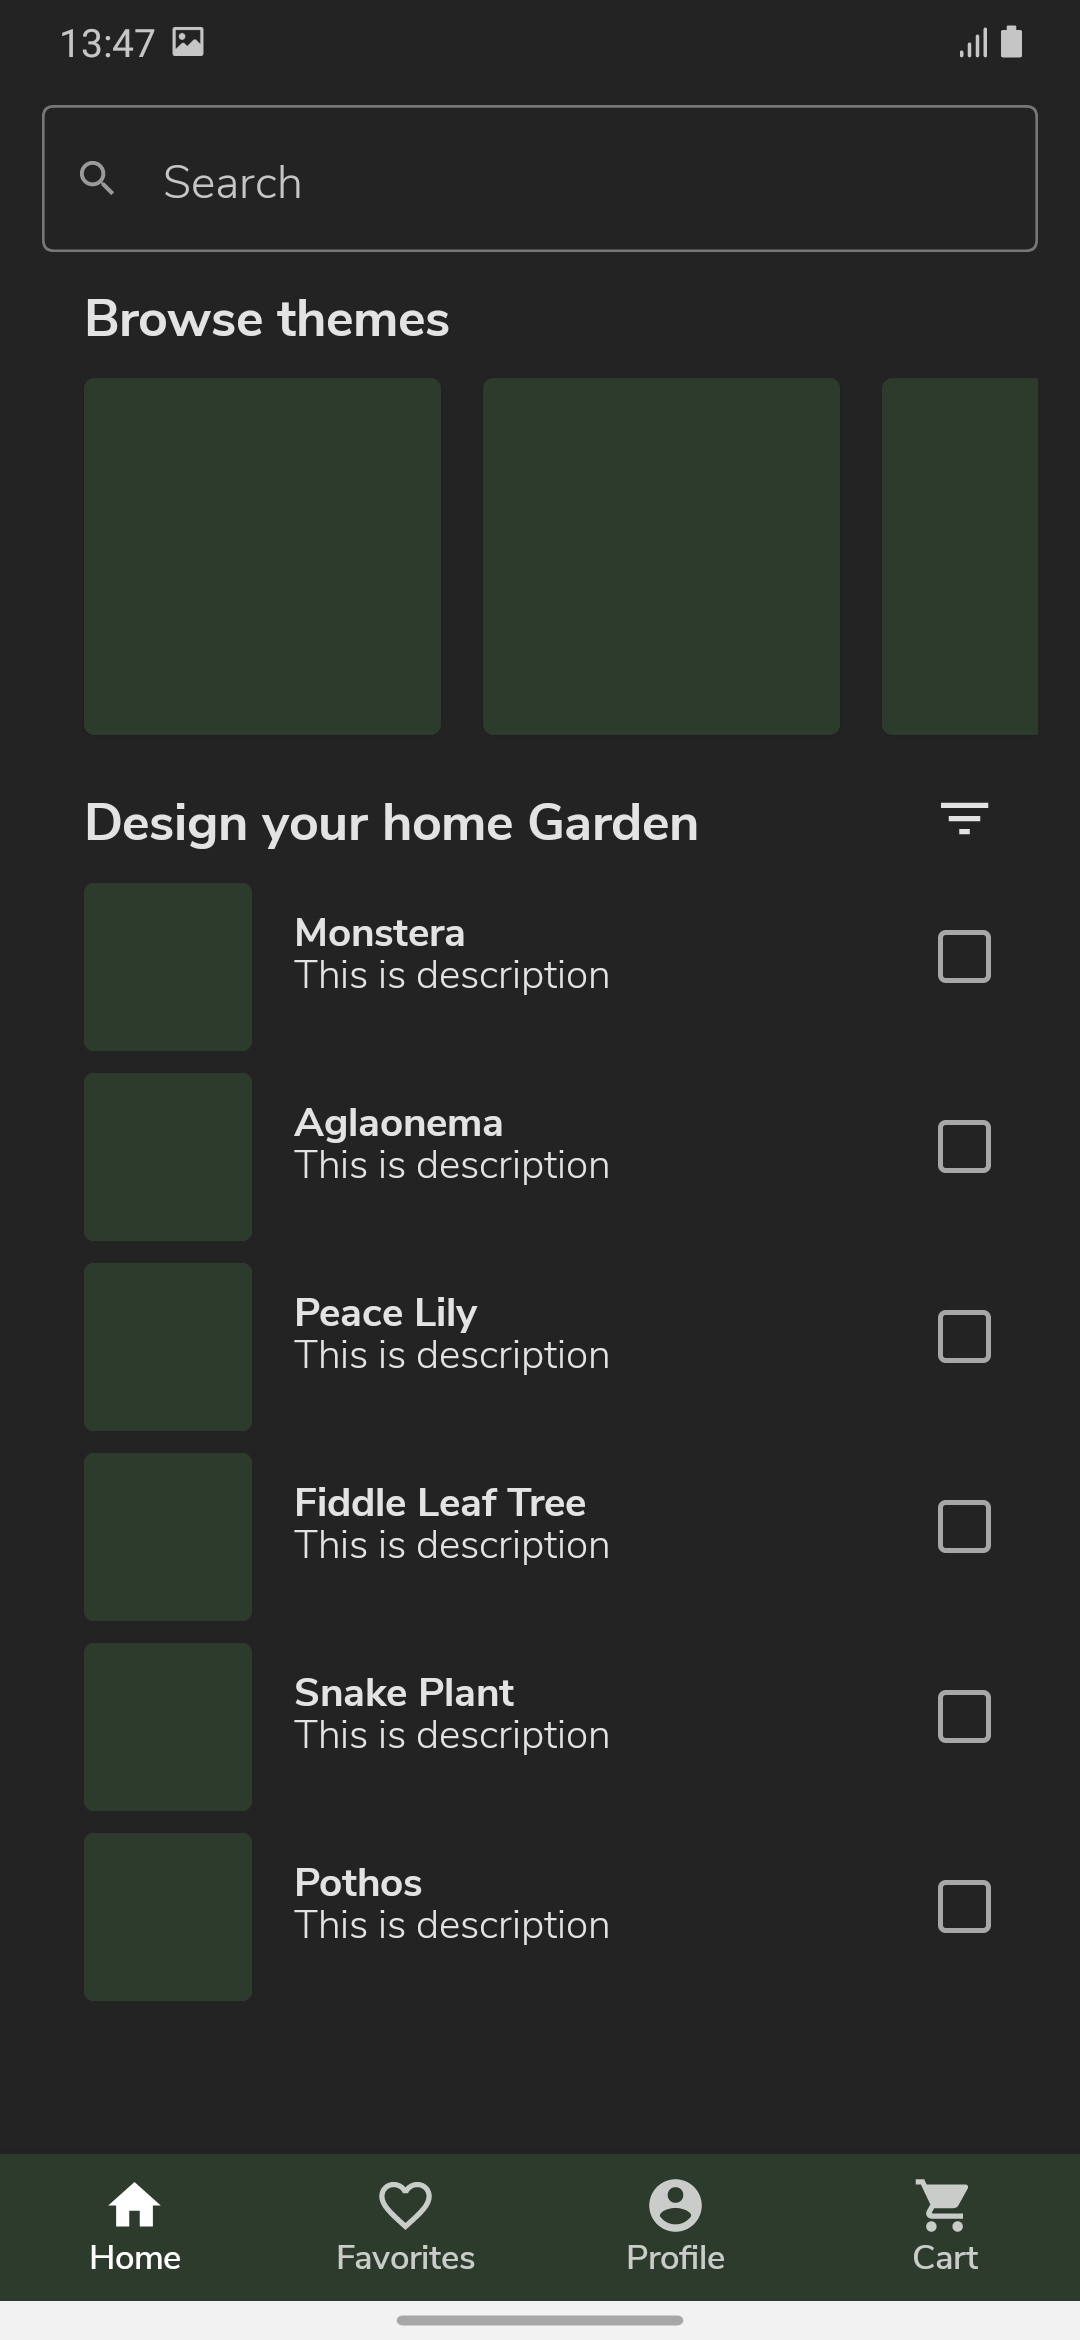 13:47
Search
Browse themes
Design your home Garden
Monstera
This is description
Aglaonema
This is description
Peace Lily
This is description
Fiddle Leaf Tree
This is description
Snake Plant
This is description
Pothos
This is description
Home Favorites Profile Cart